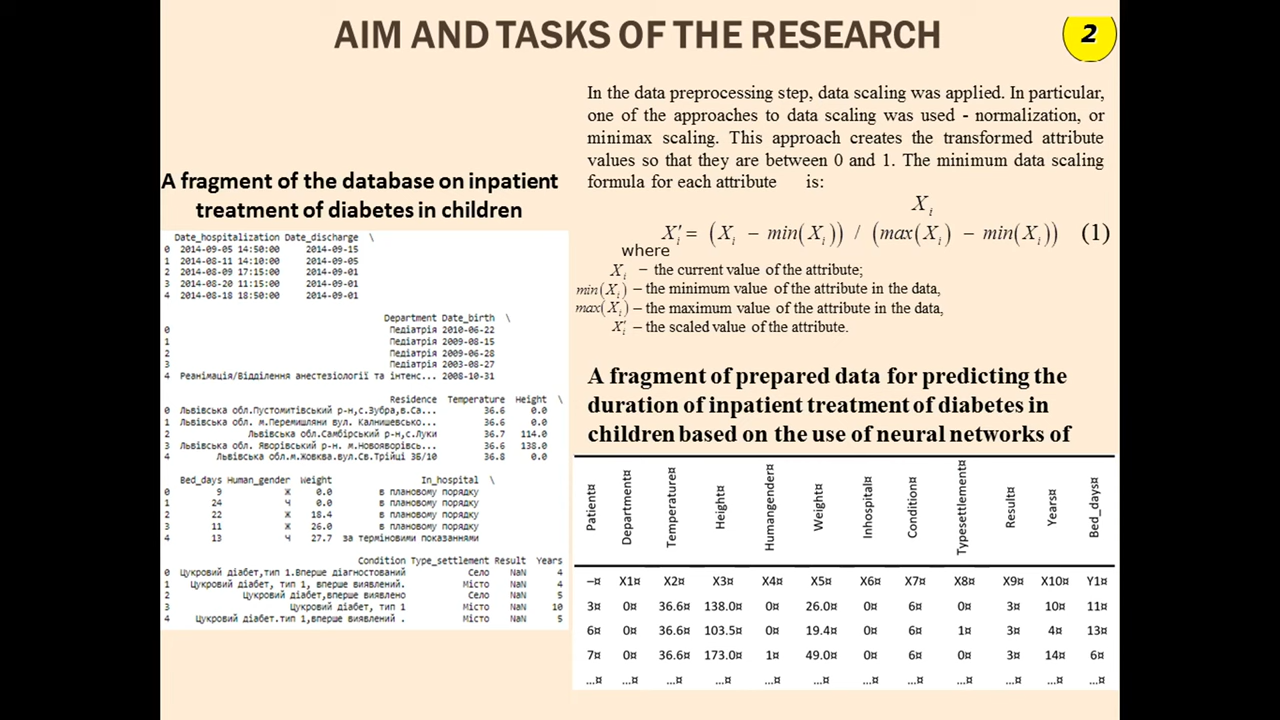 AIM AND TASKS OF THE RESEARCH
2
A fragment of the database on inpatient
treatment of diabetes in children
Date_hospitalization Date_discharge \
0 2014-09-05 14:50:00 2014-09-15
1 2014-08-11 14:10:00 2014-09-05
2 2014-08-09 17:15:00 2014-09-01
3 2014-08-20 11:15:00 2014-09-01
4 2014-08-18 18:50:00 2014-09-01
Department Date_birth \
0 Педіатрія 2010-06-22
1 Педіатрія 2009-08-15
2 Педіатрія 2009-06-28
3 Педіатрія 2003-08-27
4 Реанімація/Відділення анестезіології та інтенс... 2008-10-31
Residence Temperature Height \
0 Львівська обл.Пустомитівський р-н,с.Зубра,в.Са... 36.6 0.0
1 Львівська обл. м.Перемишляни вул. Калнишевсько... 36.6 0.0
2 Львівська обл.Самбірський р-н,с.Луки 36.7 114.0
3 Львівська обл. Яворівський р-н. м.Новояворівсь... 36.6 138.0
4 Львівська обл.м.Жовква.вул.Св.Трійці 36/10 36.8 0.0
Bed_days Human_gender Weight In_hospital \
0 9 Ж 0.0 в плановому порядку
1 24 Ч 0.0 в плановому порядку
2 22 Ж 18.4 в плановому порядку
3 11 Ж 26.0 в плановому порядку
4 13 Ч 27.7 за терміновими показаннями
Condition Type_settlement Result Years
0 Цукровий діабет,тип 1.Вперше діагностований Село NaN 4
1 Цукровий діабет, тип 1, вперше виявлений. Місто NaN 4
2 Цукровий діабет,вперше виявлено Село NaN 5
3 Цукровий діабет, тип 1 Місто NaN 10
4 Цукровий діабет.тип 1,вперше виявлений . Місто NaN 5
In the data preprocessing step, data scaling was applied. In particular,
one of the approaches to data scaling was used - normalization, or
minimax scaling. This approach creates the transformed attribute
values so that they are between 0 and 1. The minimum data scaling
formula for each attribute is:
X_i
X′_i = (X_i − min(X_i)) / (max(X_i) − min(X_i)) (1)
where
X_i – the current value of the attribute;
min(X_i) – the minimum value of the attribute in the data,
max(X_i) – the maximum value of the attribute in the data,
X′_i – the scaled value of the attribute.
A fragment of prepared data for predicting the
duration of inpatient treatment of diabetes in
children based on the use of neural networks of
Patient¤ Department¤ Temperature¤ Height¤ Humangender¤ Weight¤ Inhospital¤ Condition¤ Typesettlement¤ Result¤ Years¤ Bed_days¤
–¤ X1¤ X2¤ X3¤ X4¤ X5¤ X6¤ X7¤ X8¤ X9¤ X10¤ Y1¤
3¤ 0¤ 36.6¤ 138.0¤ 0¤ 26.0¤ 0¤ 6¤ 0¤ 3¤ 10¤ 11¤
6¤ 0¤ 36.6¤ 103.5¤ 0¤ 19.4¤ 0¤ 6¤ 1¤ 3¤ 4¤ 13¤
7¤ 0¤ 36.6¤ 173.0¤ 1¤ 49.0¤ 0¤ 6¤ 0¤ 3¤ 14¤ 6¤
...¤ ...¤ ...¤ ...¤ ...¤ ...¤ ...¤ ...¤ ...¤ ...¤ ...¤ ...¤